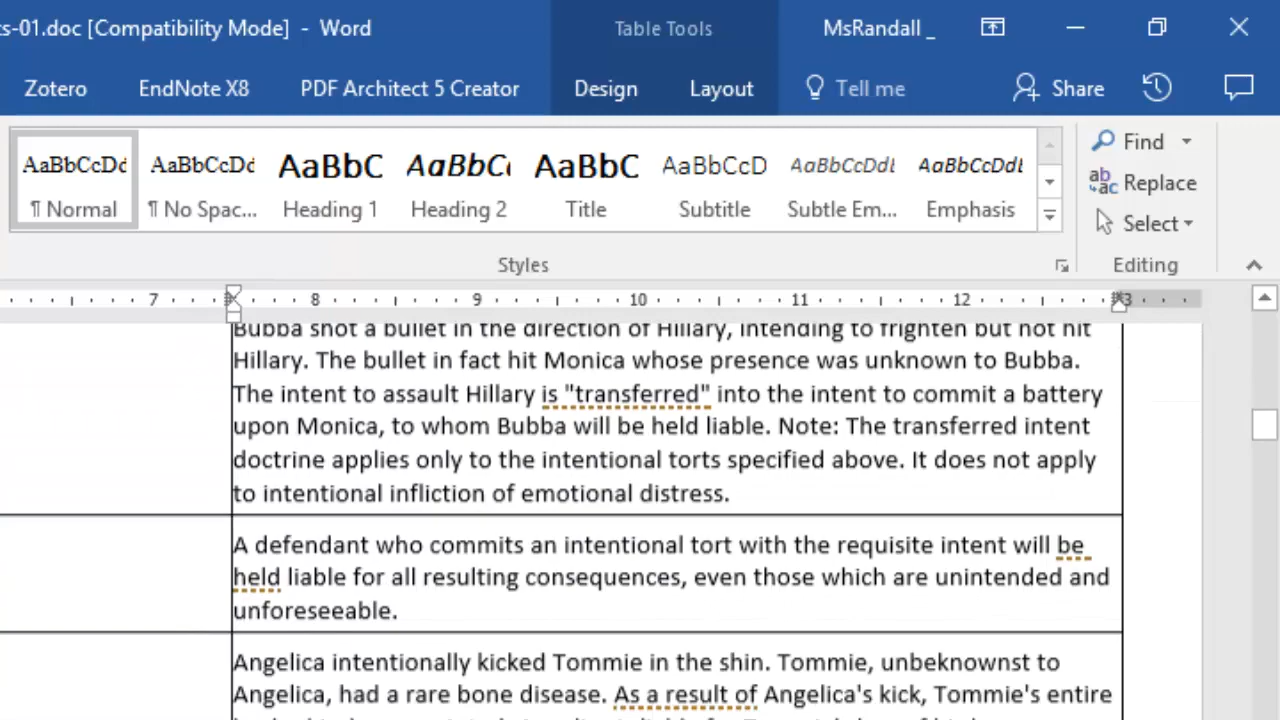 cs-01.doc [Compatibility Mode] - Word
Table Tools
MsRandall _
Zotero
EndNote X8
PDF Architect 5 Creator
Design
Layout
Tell me
Share
AaBbCcDd
AaBbCcDd
AaBbC
AaBbCc
AaBbC
AaBbCcD
AaBbCcDdE
AaBbCcDdE
¶ Normal
¶ No Spac...
Heading 1
Heading 2
Title
Subtitle
Subtle Em...
Emphasis
Find
Replace
Select
Styles
Editing
7 8 9 10 11 12 13
Bubba shot a bullet in the direction of Hillary, intending to frighten but not hit
Hillary. The bullet in fact hit Monica whose presence was unknown to Bubba.
The intent to assault Hillary is "transferred" into the intent to commit a battery
upon Monica, to whom Bubba will be held liable. Note: The transferred intent
doctrine applies only to the intentional torts specified above. It does not apply
to intentional infliction of emotional distress.
A defendant who commits an intentional tort with the requisite intent will be
held liable for all resulting consequences, even those which are unintended and
unforeseeable.
Angelica intentionally kicked Tommie in the shin. Tommie, unbeknownst to
Angelica, had a rare bone disease. As a result of Angelica's kick, Tommie's entire